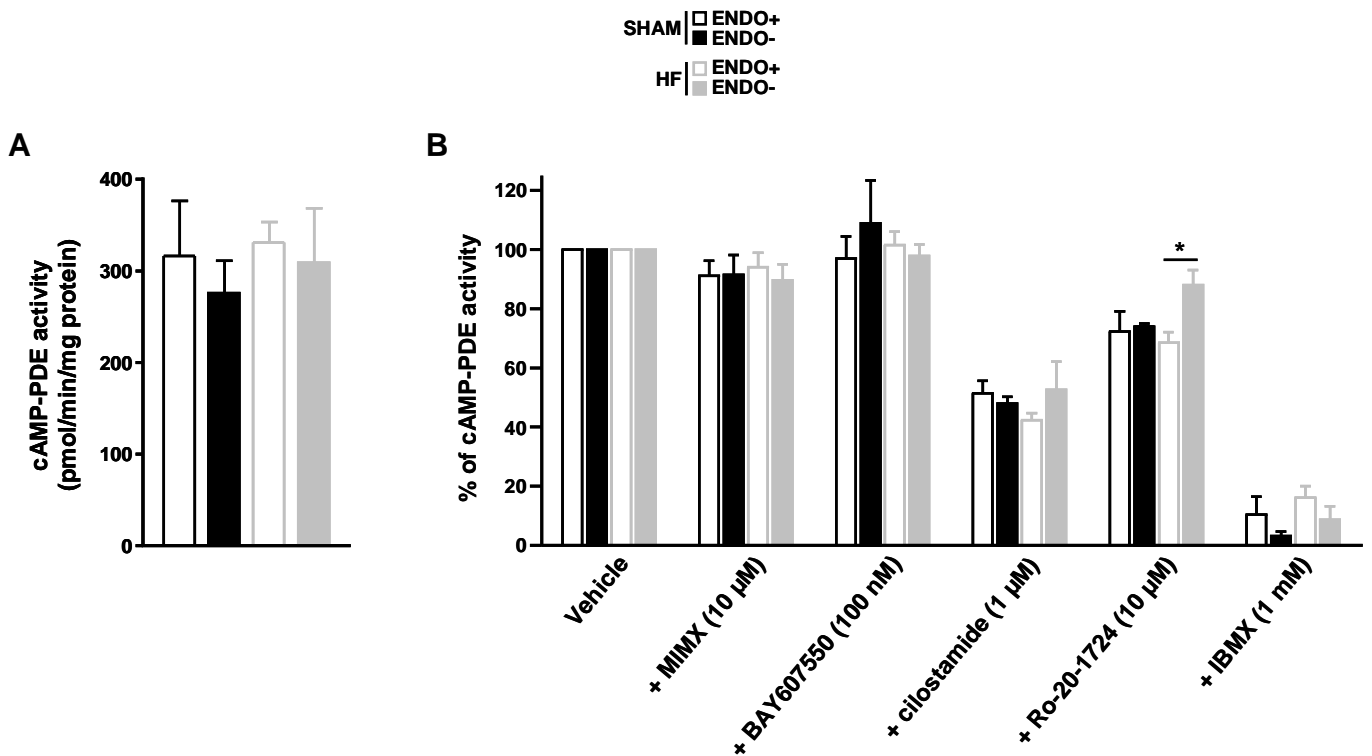 SHAM
ENDO+
ENDO-
HF
ENDO+
ENDO-
A
cAMP-PDE activity
(pmol/min/mg protein)
400
300
200
100
0
B
% of cAMP-PDE activity
120
100
80
60
40
20
0
*
Vehicle
+ MIMX (10 µM)
+ BAY607550 (100 nM)
+ cilostamide (1 µM)
+ Ro-20-1724 (10 µM)
+ IBMX (1 mM)